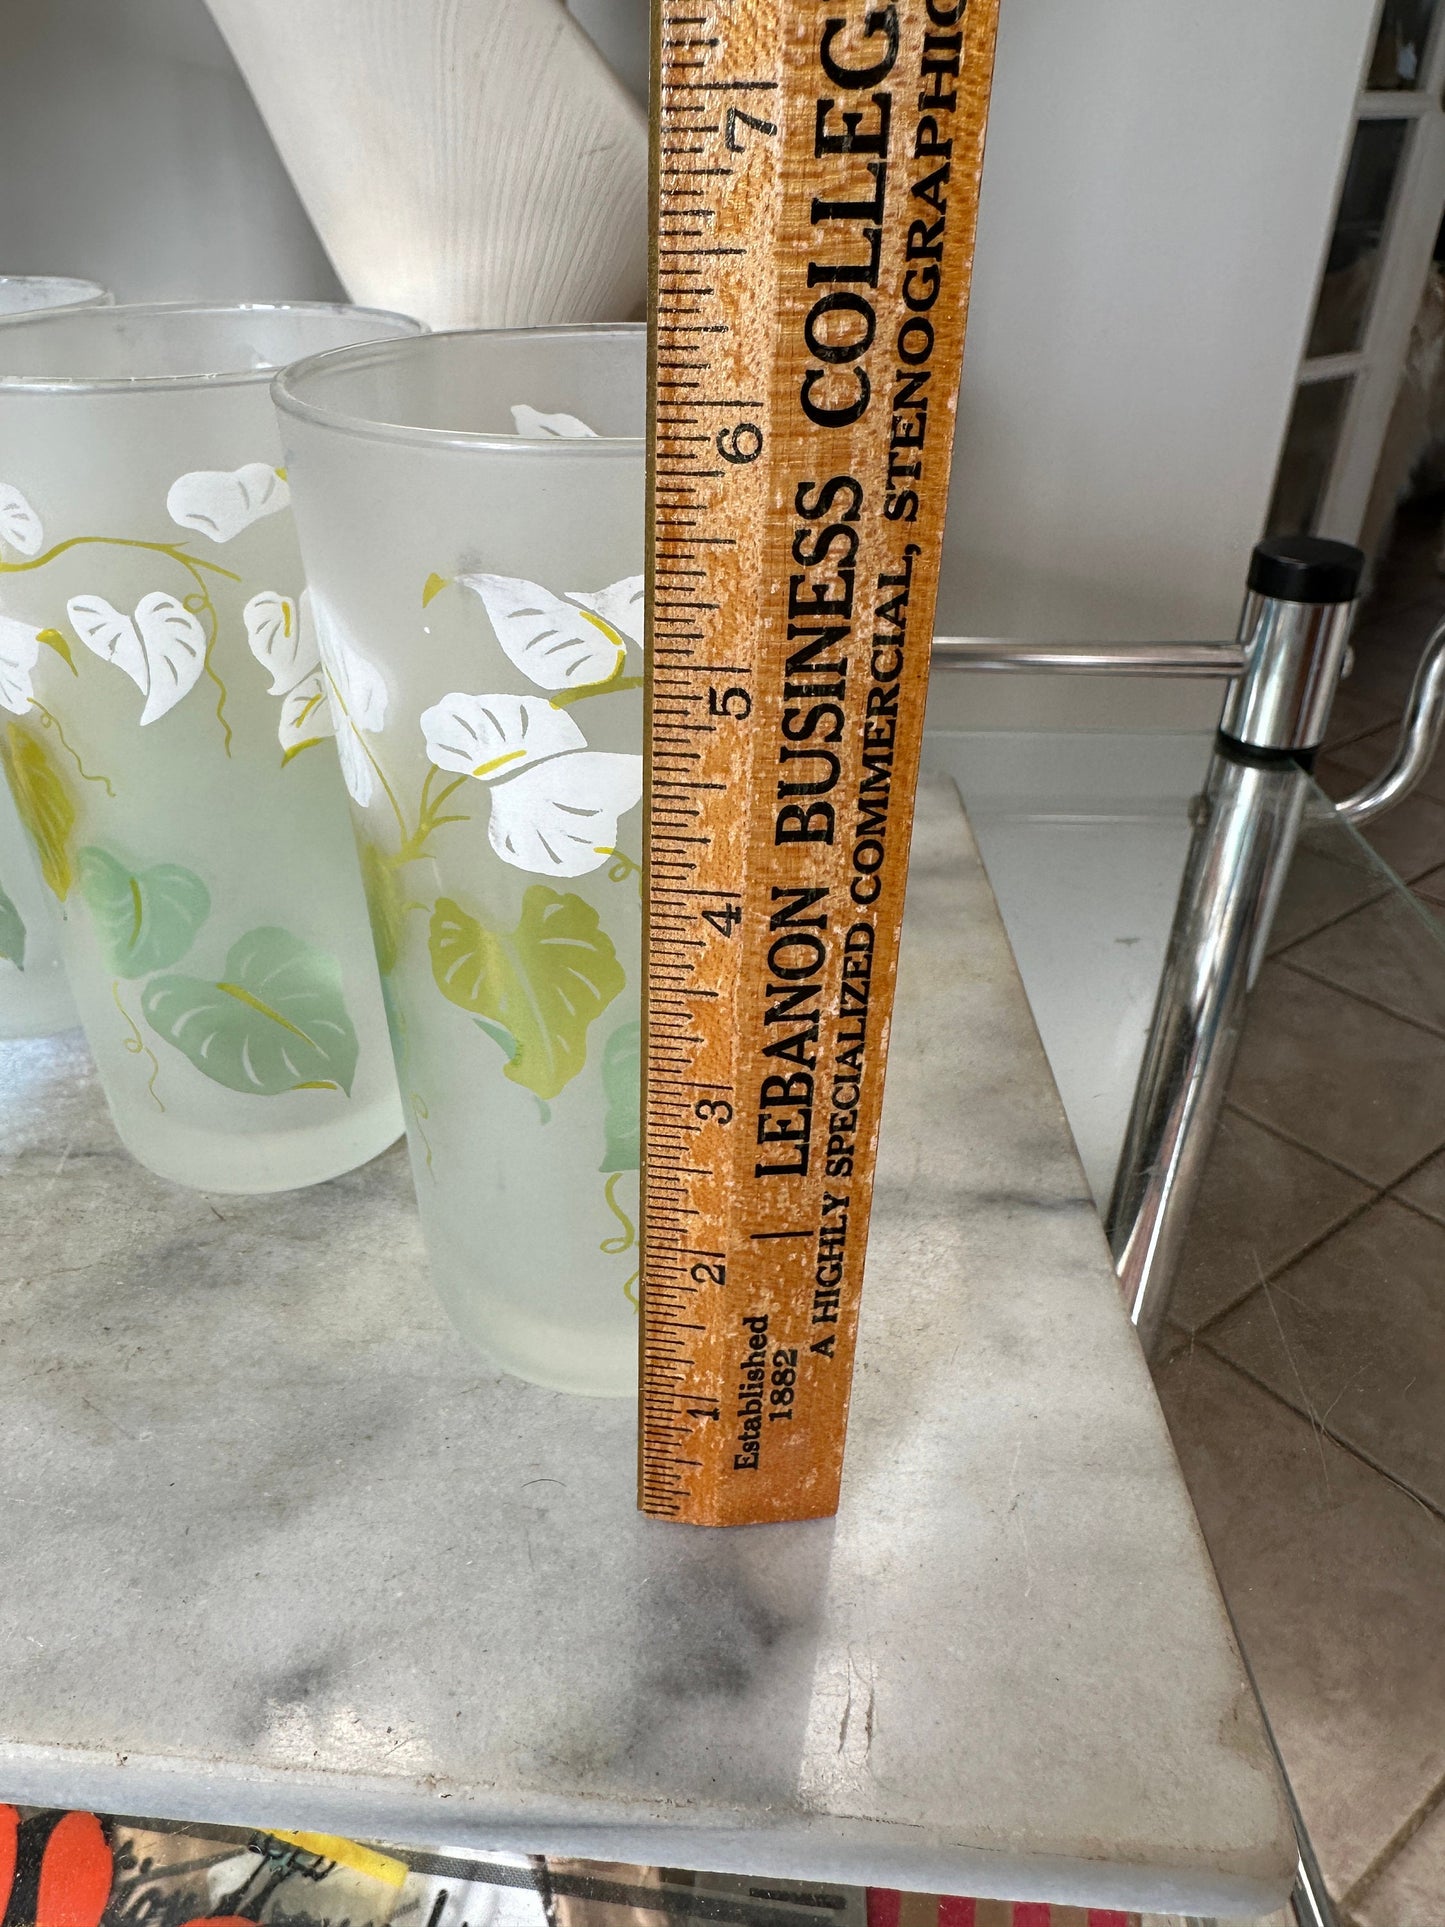 LEBANON BUSINESS COLLEG
A HIGHLY SPECIALIZED COMMERCIAL, STENOGRAPHIC
Established
1882
7
6
5
4
3
2
1